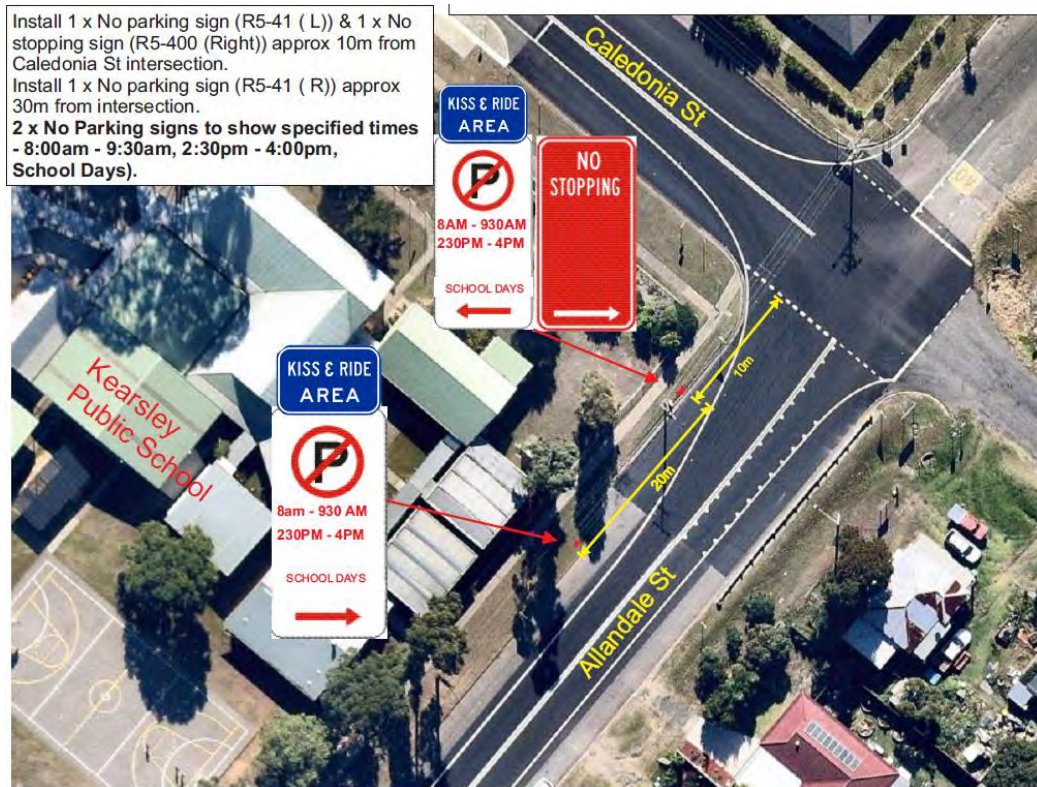 Install 1 x No parking sign (R5-41 ( L)) & 1 x No
stopping sign (R5-400 (Right)) approx 10m from
Caledonia St intersection.
Install 1 x No parking sign (R5-41 ( R)) approx
30m from intersection.
2 x No Parking signs to show specified times
- 8:00am - 9:30am, 2:30pm - 4:00pm,
School Days).
Caledonia St
KISS & RIDE
AREA
P
8AM - 930AM
230PM - 4PM
SCHOOL DAYS
NO
STOPPING
40
10m
20m
KISS & RIDE
AREA
P
8am - 930 AM
230PM - 4PM
SCHOOL DAYS
Kearsley
Public School
Allandale St